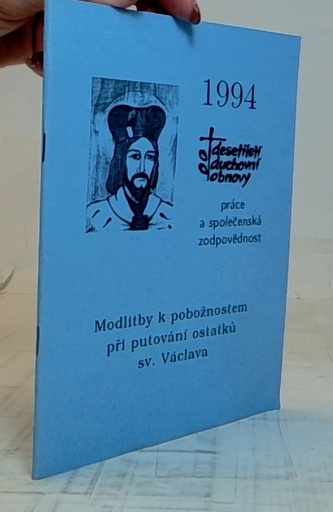 1994
desetiletí
duchovní
obnovy
práce
a společenská
zodpovědnost
Modlitby k pobožnostem
při putování ostatků
sv. Václava